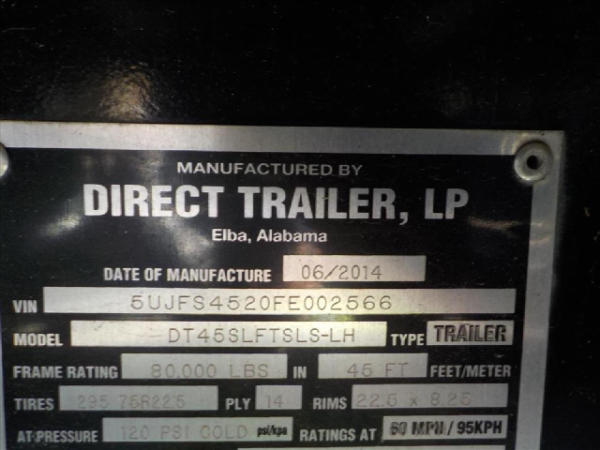 MANUFACTURED BY
DIRECT TRAILER, LP
Elba, Alabama
DATE OF MANUFACTURE 06/2014
VIN 5UJFS4520FE002566
MODEL DT45SLFTSLS-LH TYPE TRAILER
FRAME RATING 80,000 LBS IN 45 FT FEET/METER
TIRES 295 75R22.5 PLY 14 RIMS 22.5 x 8.25
AT PRESSURE 120 PSI COLD psi/kpa RATINGS AT 60 MPH / 95KPH